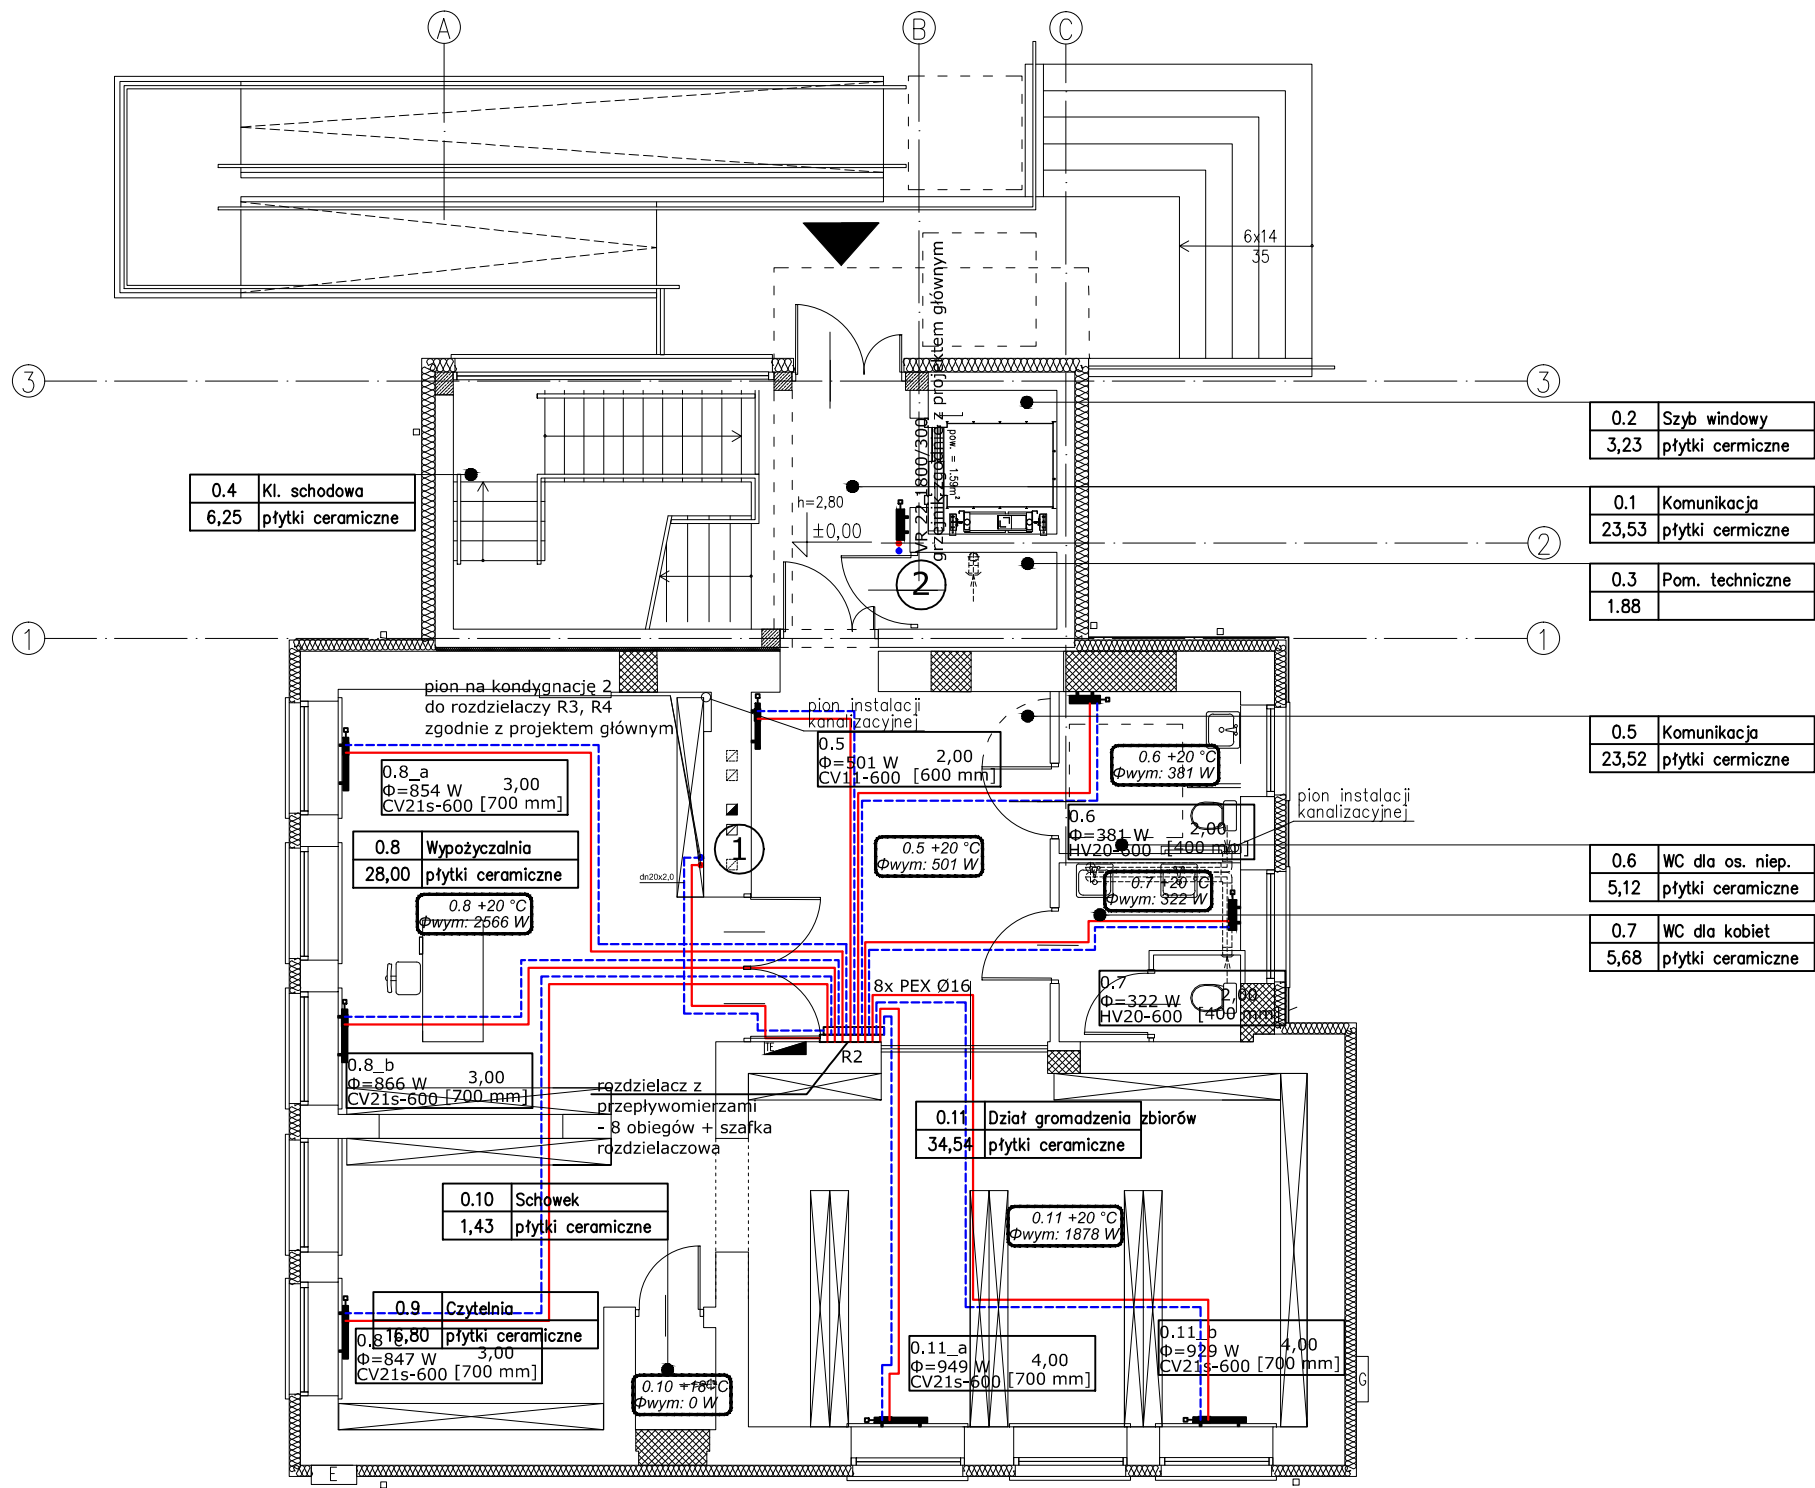 A
B
C
6x14
35
3
3
0.2 Szyb windowy
3,23 płytki cermiczne
0.4 Kl. schodowa
6,25 płytki ceramiczne
pow. = 1.59m²
VR 22-1800/300
grzejnik zgodnie z projektem głównym
h=2,80
±0,00
0.1 Komunikacja
23,53 płytki cermiczne
2
2
0.3 Pom. techniczne
1.88
1
1
pion na kondygnację 2
do rozdzielaczy R3, R4
zgodnie z projektem głównym
pion instalacji
kanalizacyjnej
0.5
Φ=501 W 2,00
CV11-600 [600 mm]
0.6 +20 °C
Φwym: 381 W
0.5 Komunikacja
23,52 płytki cermiczne
0.8_a
Φ=854 W 3,00
CV21s-600 [700 mm]
pion instalacji
kanalizacyjnej
0.6
Φ=381 W 2,00
HV20-600 [400 mm]
0.8 Wypożyczalnia
28,00 płytki ceramiczne
1
0.5 +20 °C
Φwym: 501 W
0.6 WC dla os. niep.
5,12 płytki ceramiczne
dn20x2,0
0.7 +20 °C
Φwym: 322 W
0.8 +20 °C
Φwym: 2566 W
0.7 WC dla kobiet
5,68 płytki ceramiczne
8x PEX Ø16
0.7
Φ=322 W 2,00
HV20-600 [400 mm]
TE
R2
0.8_b
Φ=866 W 3,00
CV21s-600 [700 mm]
rozdzielacz z
przepływomierzami
- 8 obiegów + szafka
rozdzielaczowa
0.11 Dział gromadzenia zbiorów
34,54 płytki ceramiczne
0.10 Schowek
1,43 płytki ceramiczne
0.11 +20 °C
Φwym: 1878 W
0.9 Czytelnia
16,80 płytki ceramiczne
0.8_c
Φ=847 W 3,00
CV21s-600 [700 mm]
0.11_a
Φ=949 W 4,00
CV21s-600 [700 mm]
0.11_b
Φ=929 W 4,00
CV21s-600 [700 mm]
0.10 +18 °C
Φwym: 0 W
G
E